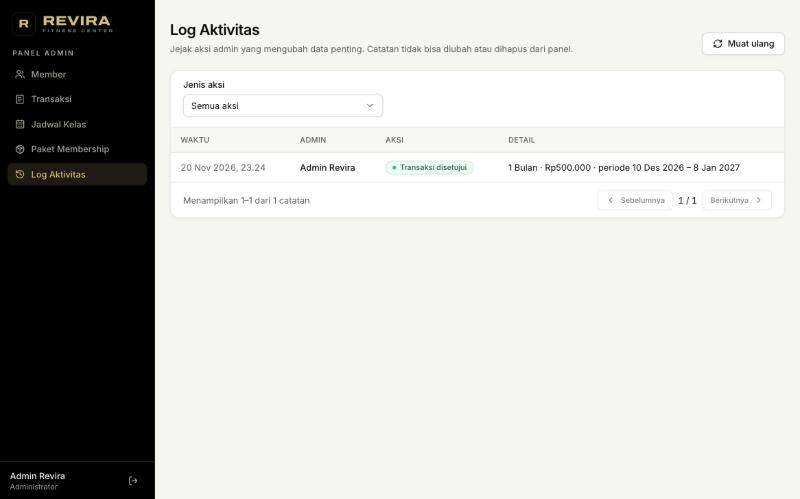 R
REVIRA
FITNESS CENTER
PANEL ADMIN
Member
Transaksi
Jadwal Kelas
Paket Membership
Log Aktivitas
Admin Revira
Administrator
Log Aktivitas
Jejak aksi admin yang mengubah data penting. Catatan tidak bisa diubah atau dihapus dari panel.
Muat ulang
Jenis aksi
Semua aksi
WAKTU ADMIN AKSI DETAIL
20 Nov 2026, 23.24 Admin Revira Transaksi disetujui 1 Bulan · Rp500.000 · periode 10 Des 2026 – 8 Jan 2027
Menampilkan 1–1 dari 1 catatan Sebelumnya 1 / 1 Berikutnya